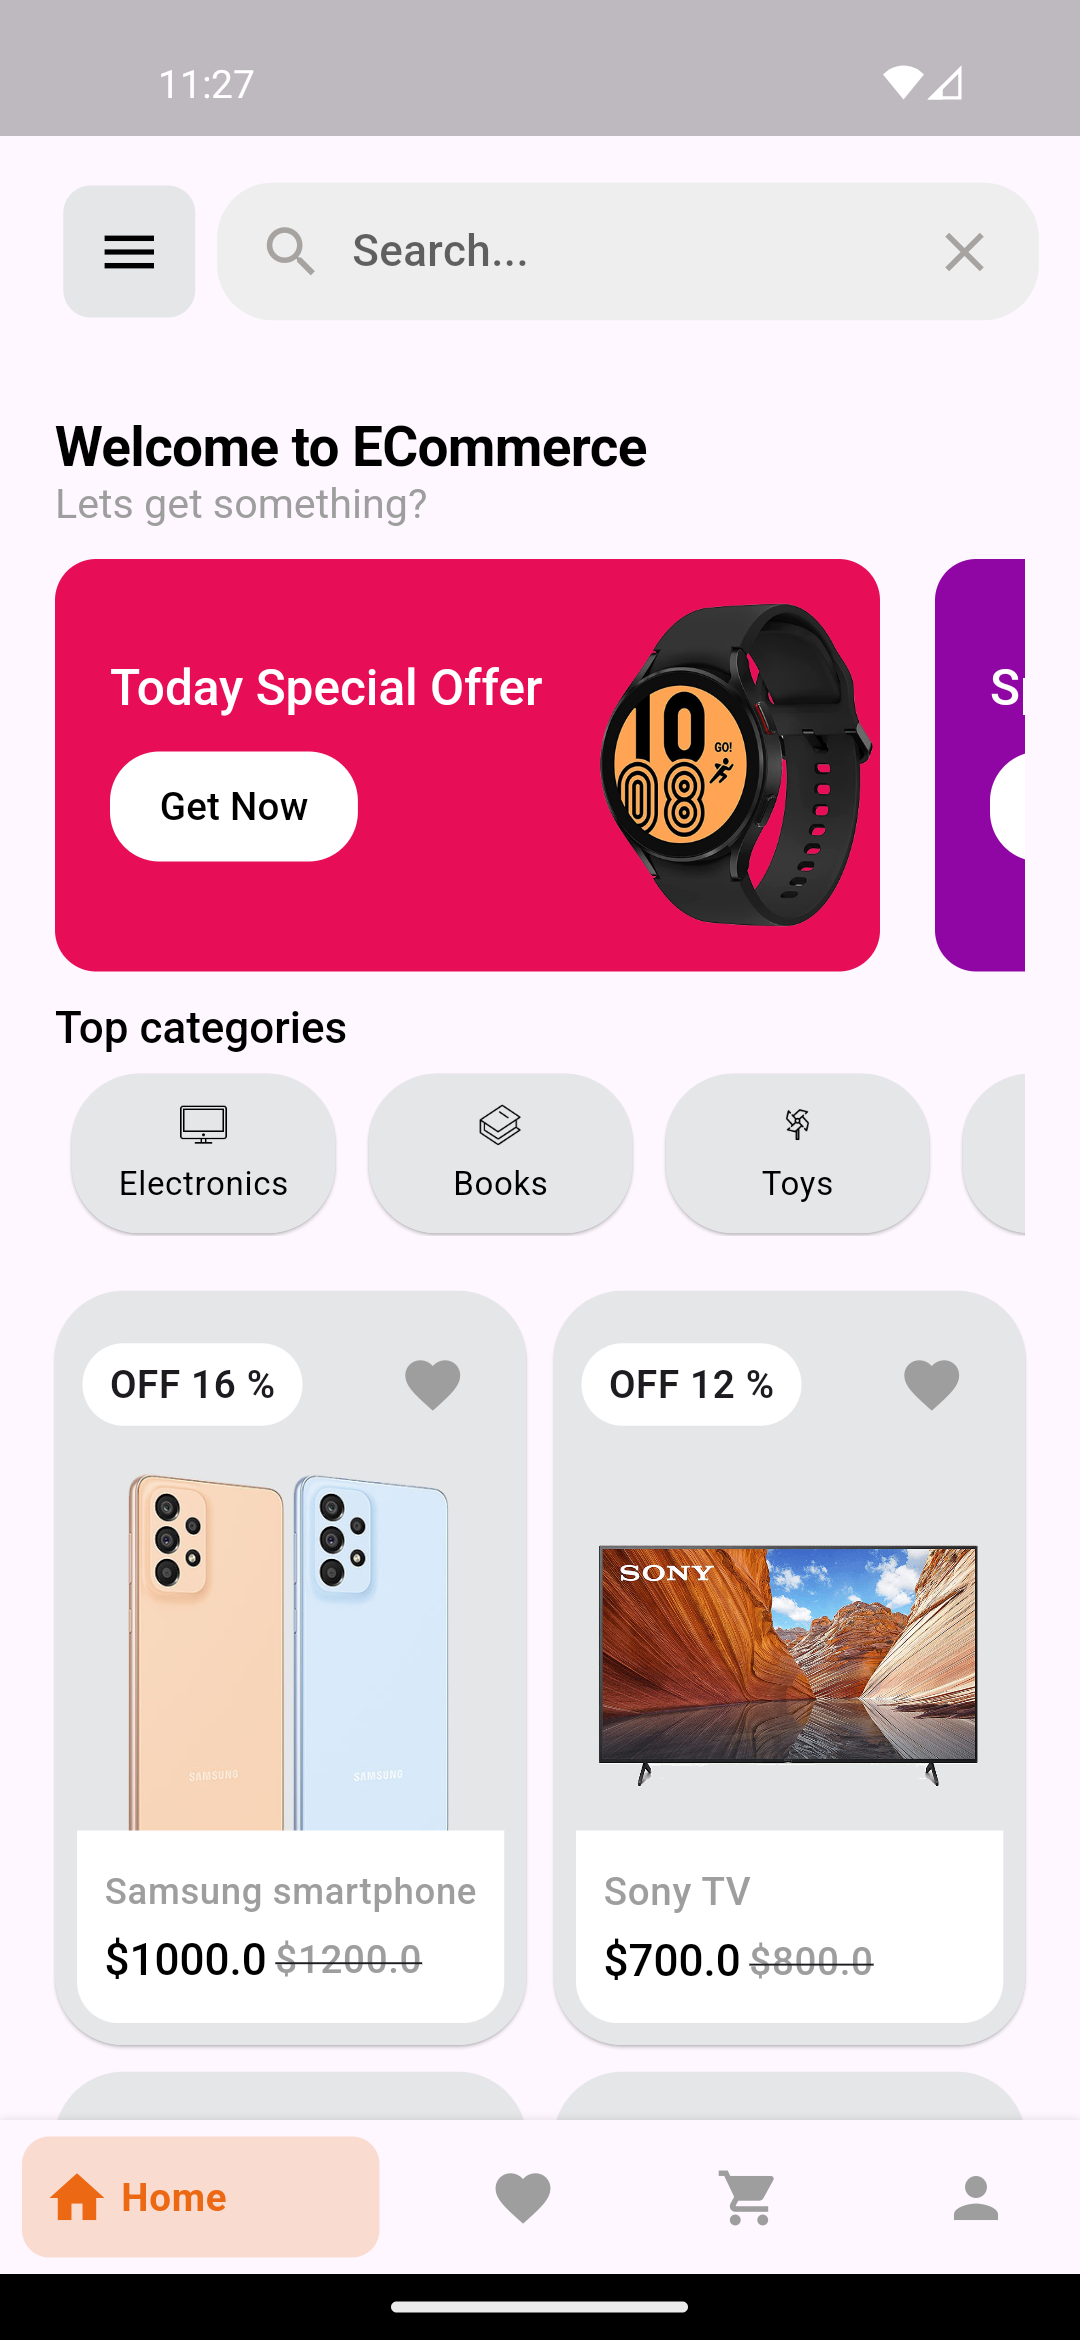 11:27
Search...
Welcome to ECommerce
Lets get something?
Today Special Offer
Get Now
10
08
GO!
Top categories
Electronics
Books
Toys
OFF 16 %
OFF 12 %
SAMSUNG
SAMSUNG
SONY
Samsung smartphone
$1000.0 $1200.0
Sony TV
$700.0 $800.0
Home